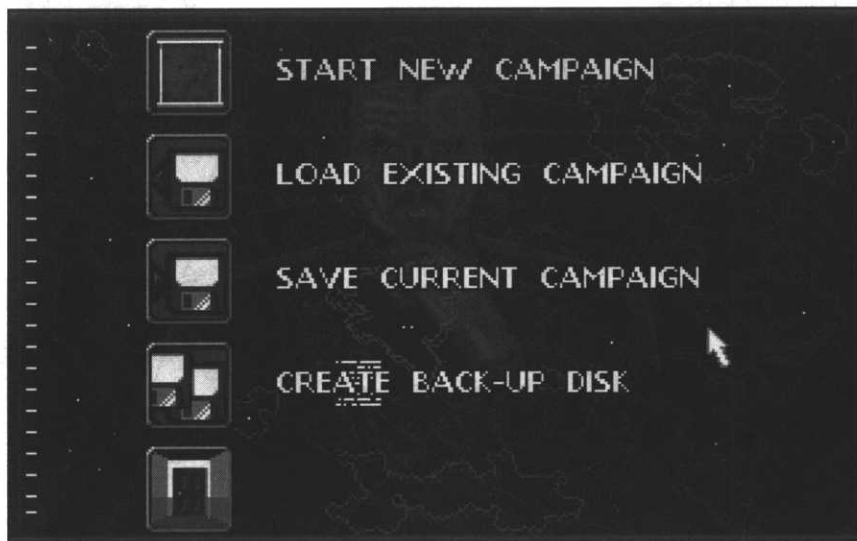 START NEW CAMPAIGN
LOAD EXISTING CAMPAIGN
SAVE CURRENT CAMPAIGN
CREATE BACK-UP DISK